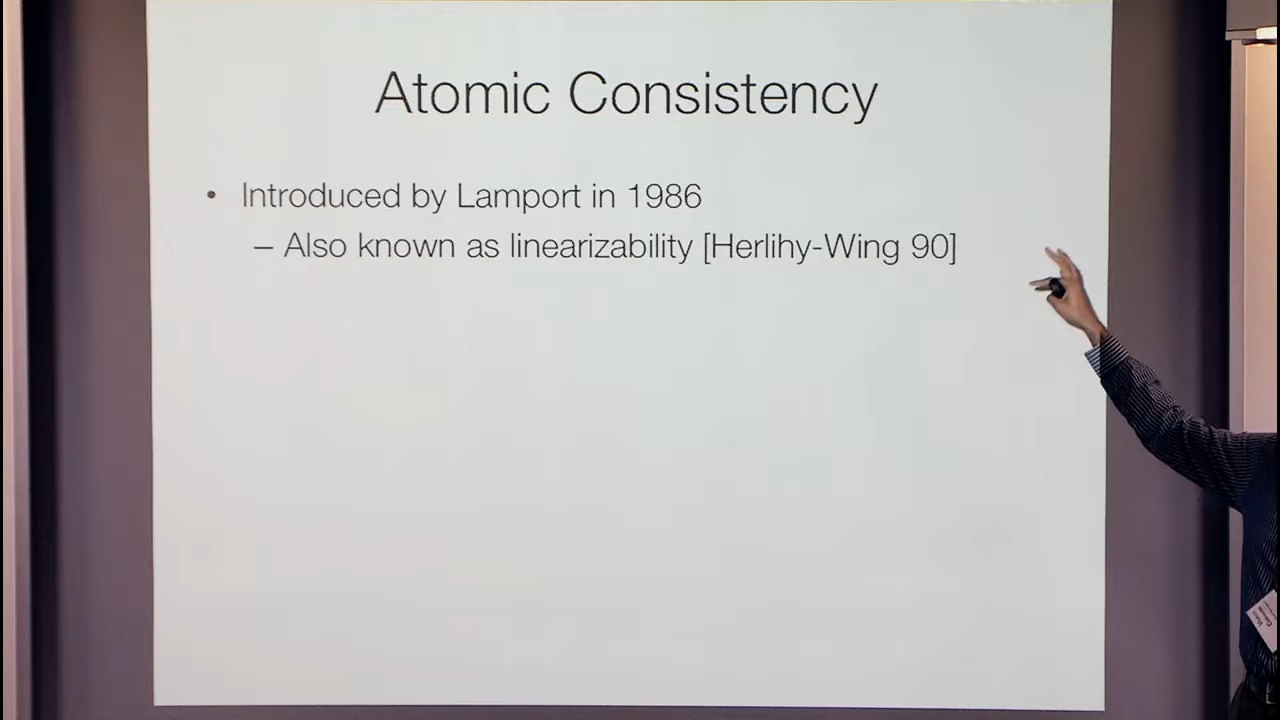 Atomic Consistency
• Introduced by Lamport in 1986
– Also known as linearizability [Herlihy-Wing 90]